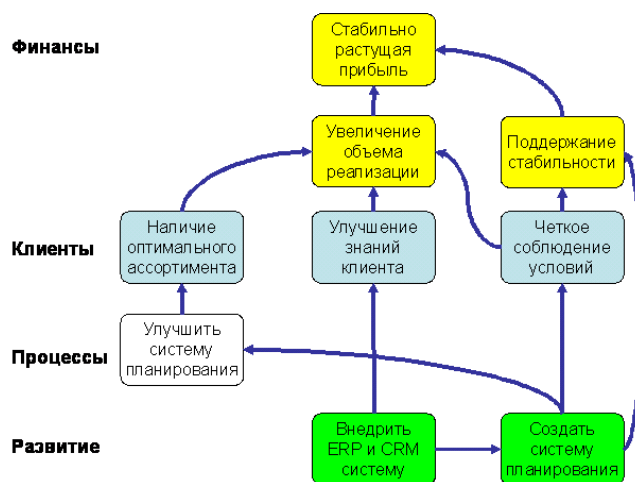 Финансы
Стабильно
растущая
прибыль
Увеличение
объема
реализации
Поддержание
стабильности
Клиенты
Наличие
оптимального
ассортимента
Улучшение
знаний
клиента
Четкое
соблюдение
условий
Процессы
Улучшить
систему
планирования
Развитие
Внедрить
ERP и CRM
систему
Создать
систему
планирования